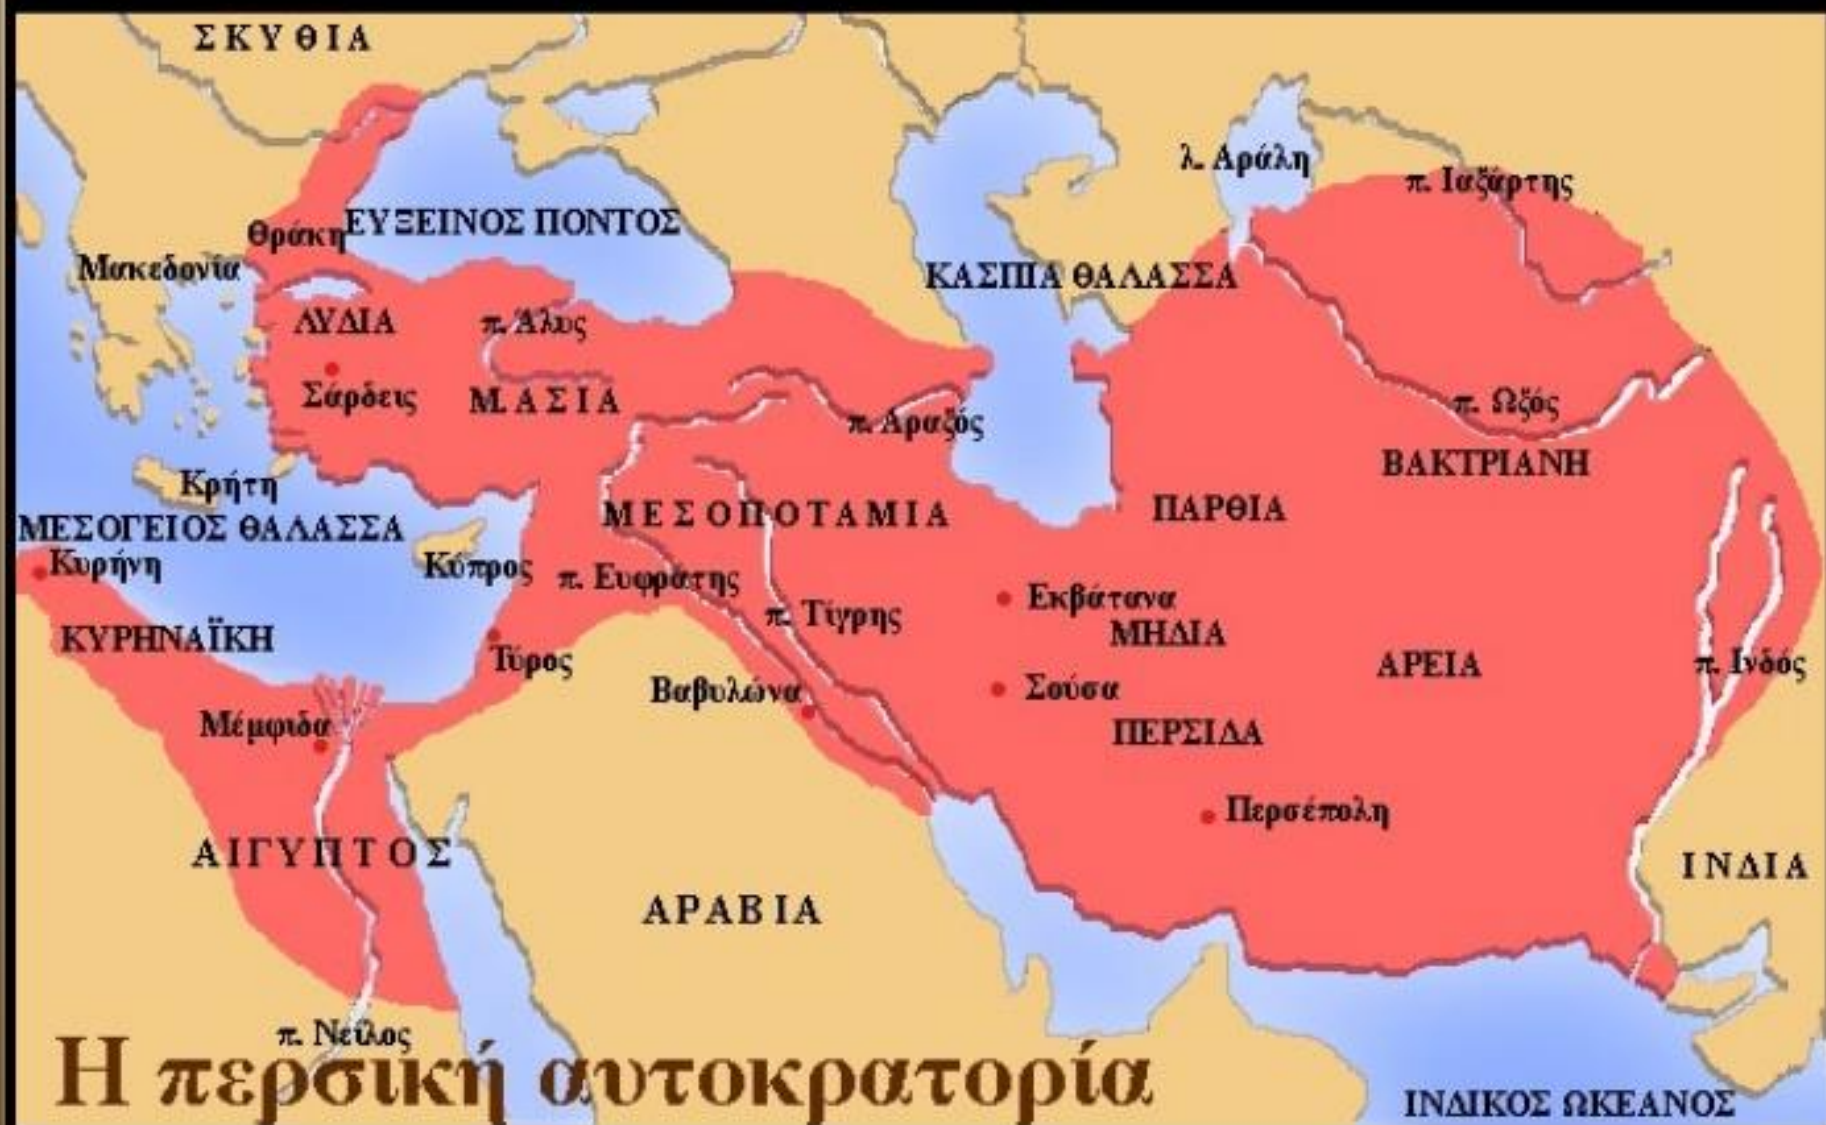 ΣΚΥΘΙΑ
λ. Αράλη
π. Ιαξάρτης
Θράκη
ΕΥΞΕΙΝΟΣ ΠΟΝΤΟΣ
Μακεδονία
ΚΑΣΠΙΑ ΘΑΛΑΣΣΑ
ΛΥΔΙΑ
π. Άλυς
Σάρδεις
Μ.ΑΣΙΑ
π. Αραξός
π. Ωξός
ΒΑΚΤΡΙΑΝΗ
Κρήτη
ΜΕΣΟΠΟΤΑΜΙΑ
ΠΑΡΘΙΑ
ΜΕΣΟΓΕΙΟΣ ΘΑΛΑΣΣΑ
Κυρήνη
Κύπρος
π. Ευφράτης
Εκβάτανα
π. Τίγρης
ΚΥΡΗΝΑΪΚΗ
ΜΗΔΙΑ
Τύρος
ΑΡΕΙΑ
π. Ινδός
Βαβυλώνα
Σούσα
Μέμφιδα
ΠΕΡΣΙΔΑ
Περσέπολη
ΑΙΓΥΠΤΟΣ
ΙΝΔΙΑ
ΑΡΑΒΙΑ
π. Νείλος
Η περσική αυτοκρατορία
ΙΝΔΙΚΟΣ ΩΚΕΑΝΟΣ